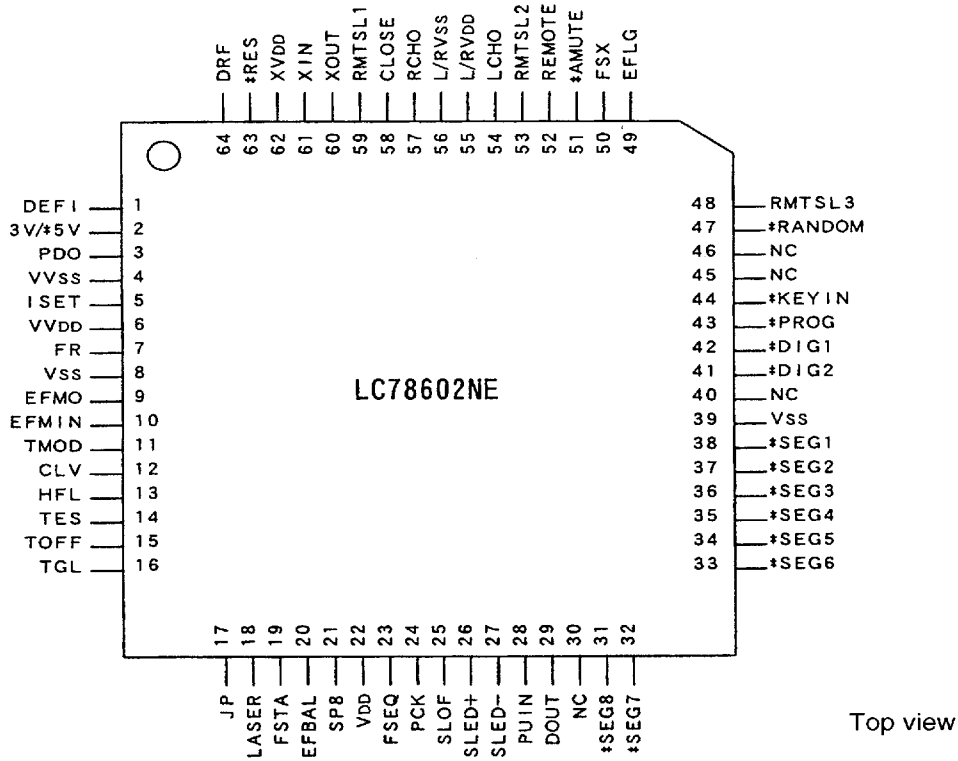 DRF
*RES
XVDD
XIN
XOUT
RMTSL1
CLOSE
RCHO
L/RVSS
L/RVDD
LCHO
RMTSL2
REMOTE
*AMUTE
FSX
EFLG
64
63
62
61
60
59
58
57
56
55
54
53
52
51
50
49
DEFI 1
3V/*5V 2
PDO 3
VVSS 4
ISET 5
VVDD 6
FR 7
VSS 8
EFMO 9
EFMIN 10
TMOD 11
CLV 12
HFL 13
TES 14
TOFF 15
TGL 16
LC78602NE
48 RMTSL3
47 *RANDOM
46 NC
45 NC
44 *KEYIN
43 *PROG
42 *DIG1
41 *DIG2
40 NC
39 VSS
38 *SEG1
37 *SEG2
36 *SEG3
35 *SEG4
34 *SEG5
33 *SEG6
17
18
19
20
21
22
23
24
25
26
27
28
29
30
31
32
JP
LASER
FSTA
EFBAL
SP8
VDD
FSEQ
PCK
SLOF
SLED+
SLED-
PUIN
DOUT
NC
*SEG8
*SEG7
Top view